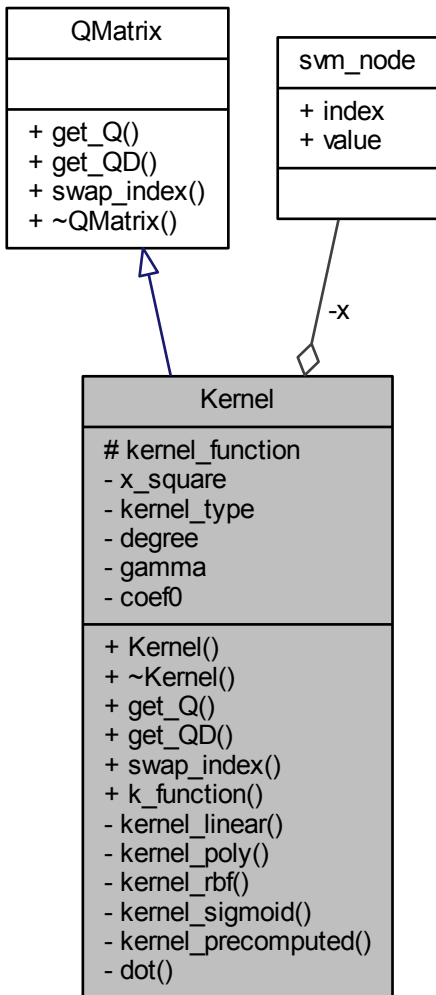 QMatrix
+ get_Q()
+ get_QD()
+ swap_index()
+ ~QMatrix()
svm_node
+ index
+ value
-x
Kernel
# kernel_function
- x_square
- kernel_type
- degree
- gamma
- coef0
+ Kernel()
+ ~Kernel()
+ get_Q()
+ get_QD()
+ swap_index()
+ k_function()
- kernel_linear()
- kernel_poly()
- kernel_rbf()
- kernel_sigmoid()
- kernel_precomputed()
- dot()